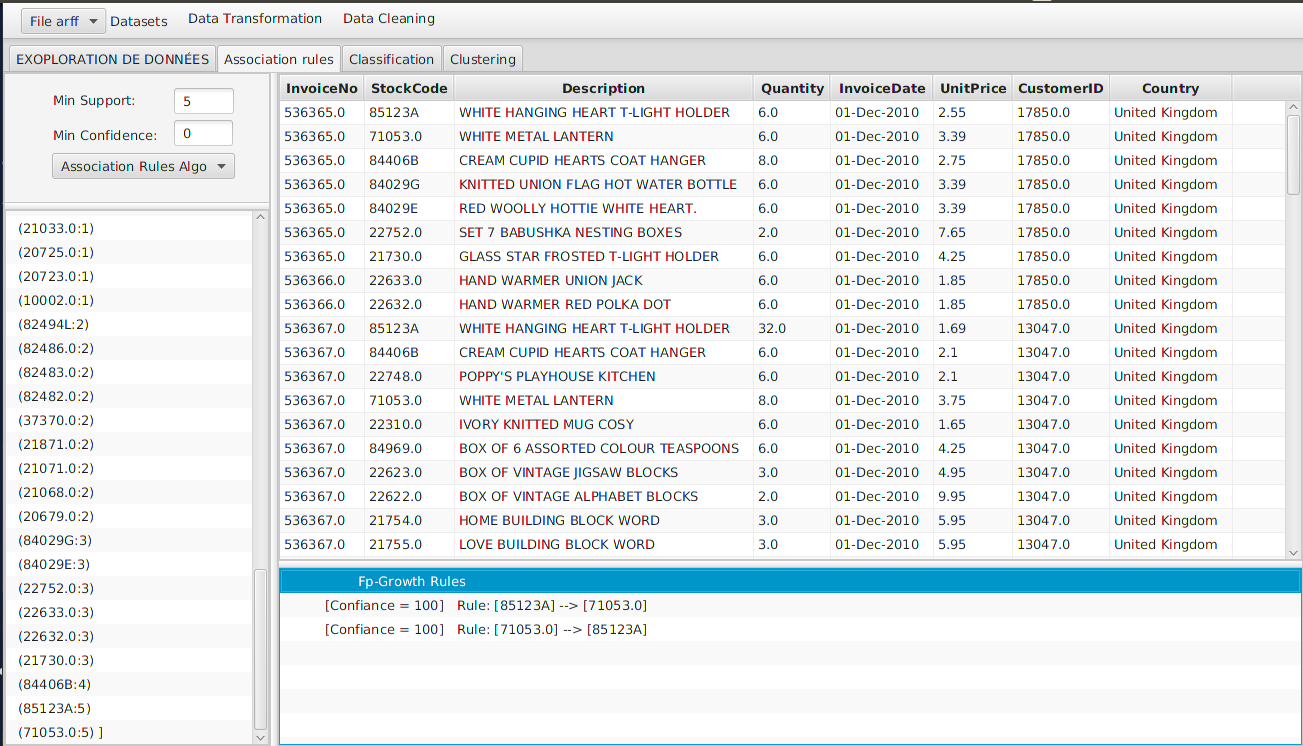 File arff Datasets Data Transformation Data Cleaning
EXOPLORATION DE DONNÉES Association rules Classification Clustering
Min Support: 5
Min Confidence: 0
Association Rules Algo
(21033.0:1)
(20725.0:1)
(20723.0:1)
(10002.0:1)
(82494L:2)
(82486.0:2)
(82483.0:2)
(82482.0:2)
(37370.0:2)
(21871.0:2)
(21071.0:2)
(21068.0:2)
(20679.0:2)
(84029G:3)
(84029E:3)
(22752.0:3)
(22633.0:3)
(22632.0:3)
(21730.0:3)
(84406B:4)
(85123A:5)
(71053.0:5) ]
InvoiceNo StockCode Description Quantity InvoiceDate UnitPrice CustomerID Country
536365.0 85123A WHITE HANGING HEART T-LIGHT HOLDER 6.0 01-Dec-2010 2.55 17850.0 United Kingdom
536365.0 71053.0 WHITE METAL LANTERN 6.0 01-Dec-2010 3.39 17850.0 United Kingdom
536365.0 84406B CREAM CUPID HEARTS COAT HANGER 8.0 01-Dec-2010 2.75 17850.0 United Kingdom
536365.0 84029G KNITTED UNION FLAG HOT WATER BOTTLE 6.0 01-Dec-2010 3.39 17850.0 United Kingdom
536365.0 84029E RED WOOLLY HOTTIE WHITE HEART. 6.0 01-Dec-2010 3.39 17850.0 United Kingdom
536365.0 22752.0 SET 7 BABUSHKA NESTING BOXES 2.0 01-Dec-2010 7.65 17850.0 United Kingdom
536365.0 21730.0 GLASS STAR FROSTED T-LIGHT HOLDER 6.0 01-Dec-2010 4.25 17850.0 United Kingdom
536366.0 22633.0 HAND WARMER UNION JACK 6.0 01-Dec-2010 1.85 17850.0 United Kingdom
536366.0 22632.0 HAND WARMER RED POLKA DOT 6.0 01-Dec-2010 1.85 17850.0 United Kingdom
536367.0 85123A WHITE HANGING HEART T-LIGHT HOLDER 32.0 01-Dec-2010 1.69 13047.0 United Kingdom
536367.0 84406B CREAM CUPID HEARTS COAT HANGER 6.0 01-Dec-2010 2.1 13047.0 United Kingdom
536367.0 22748.0 POPPY'S PLAYHOUSE KITCHEN 6.0 01-Dec-2010 2.1 13047.0 United Kingdom
536367.0 71053.0 WHITE METAL LANTERN 8.0 01-Dec-2010 3.75 13047.0 United Kingdom
536367.0 22310.0 IVORY KNITTED MUG COSY 6.0 01-Dec-2010 1.65 13047.0 United Kingdom
536367.0 84969.0 BOX OF 6 ASSORTED COLOUR TEASPOONS 6.0 01-Dec-2010 4.25 13047.0 United Kingdom
536367.0 22623.0 BOX OF VINTAGE JIGSAW BLOCKS 3.0 01-Dec-2010 4.95 13047.0 United Kingdom
536367.0 22622.0 BOX OF VINTAGE ALPHABET BLOCKS 2.0 01-Dec-2010 9.95 13047.0 United Kingdom
536367.0 21754.0 HOME BUILDING BLOCK WORD 3.0 01-Dec-2010 5.95 13047.0 United Kingdom
536367.0 21755.0 LOVE BUILDING BLOCK WORD 3.0 01-Dec-2010 5.95 13047.0 United Kingdom
Fp-Growth Rules
[Confiance = 100] Rule: [85123A] --> [71053.0]
[Confiance = 100] Rule: [71053.0] --> [85123A]